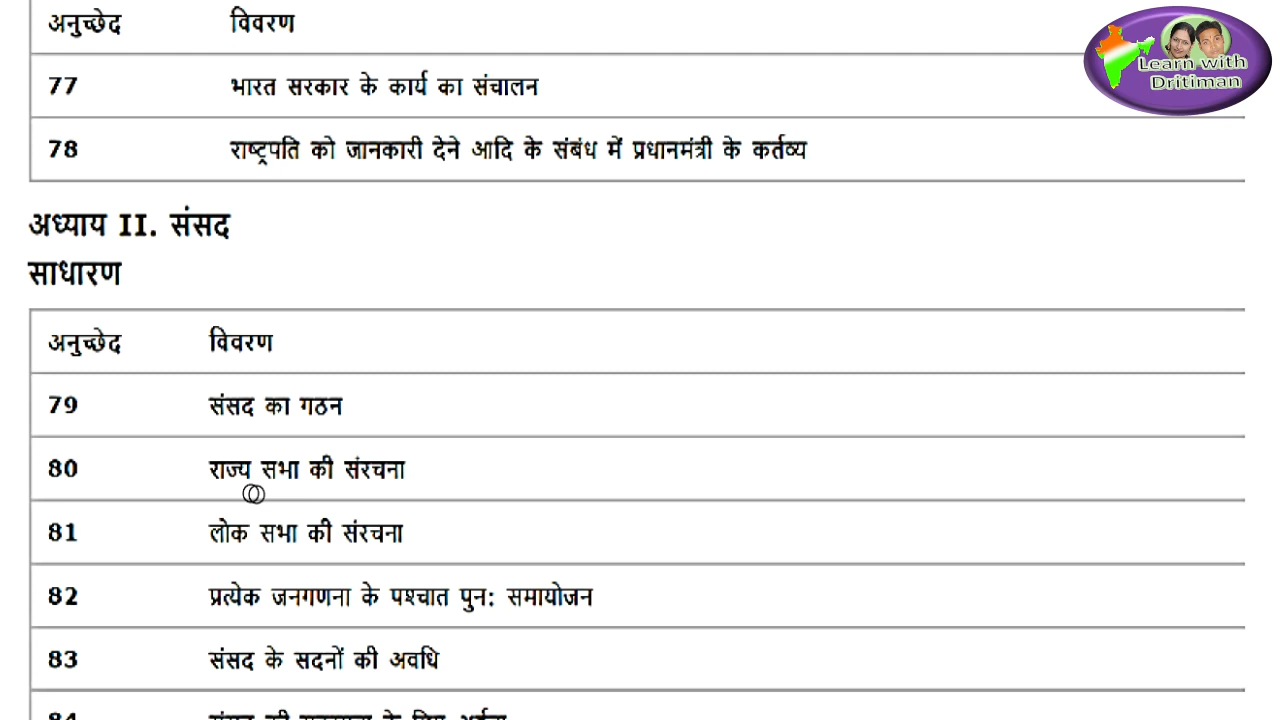 अनुच्छेद विवरण
Learn with
Dritiman
77 भारत सरकार के कार्य का संचालन
78 राष्ट्रपति को जानकारी देने आदि के संबंध में प्रधानमंत्री के कर्तव्य
अध्याय II. संसद
साधारण
अनुच्छेद विवरण
79 संसद का गठन
80 राज्य सभा की संरचना
81 लोक सभा की संरचना
82 प्रत्येक जनगणना के पश्चात पुन: समायोजन
83 संसद के सदनों की अवधि
84